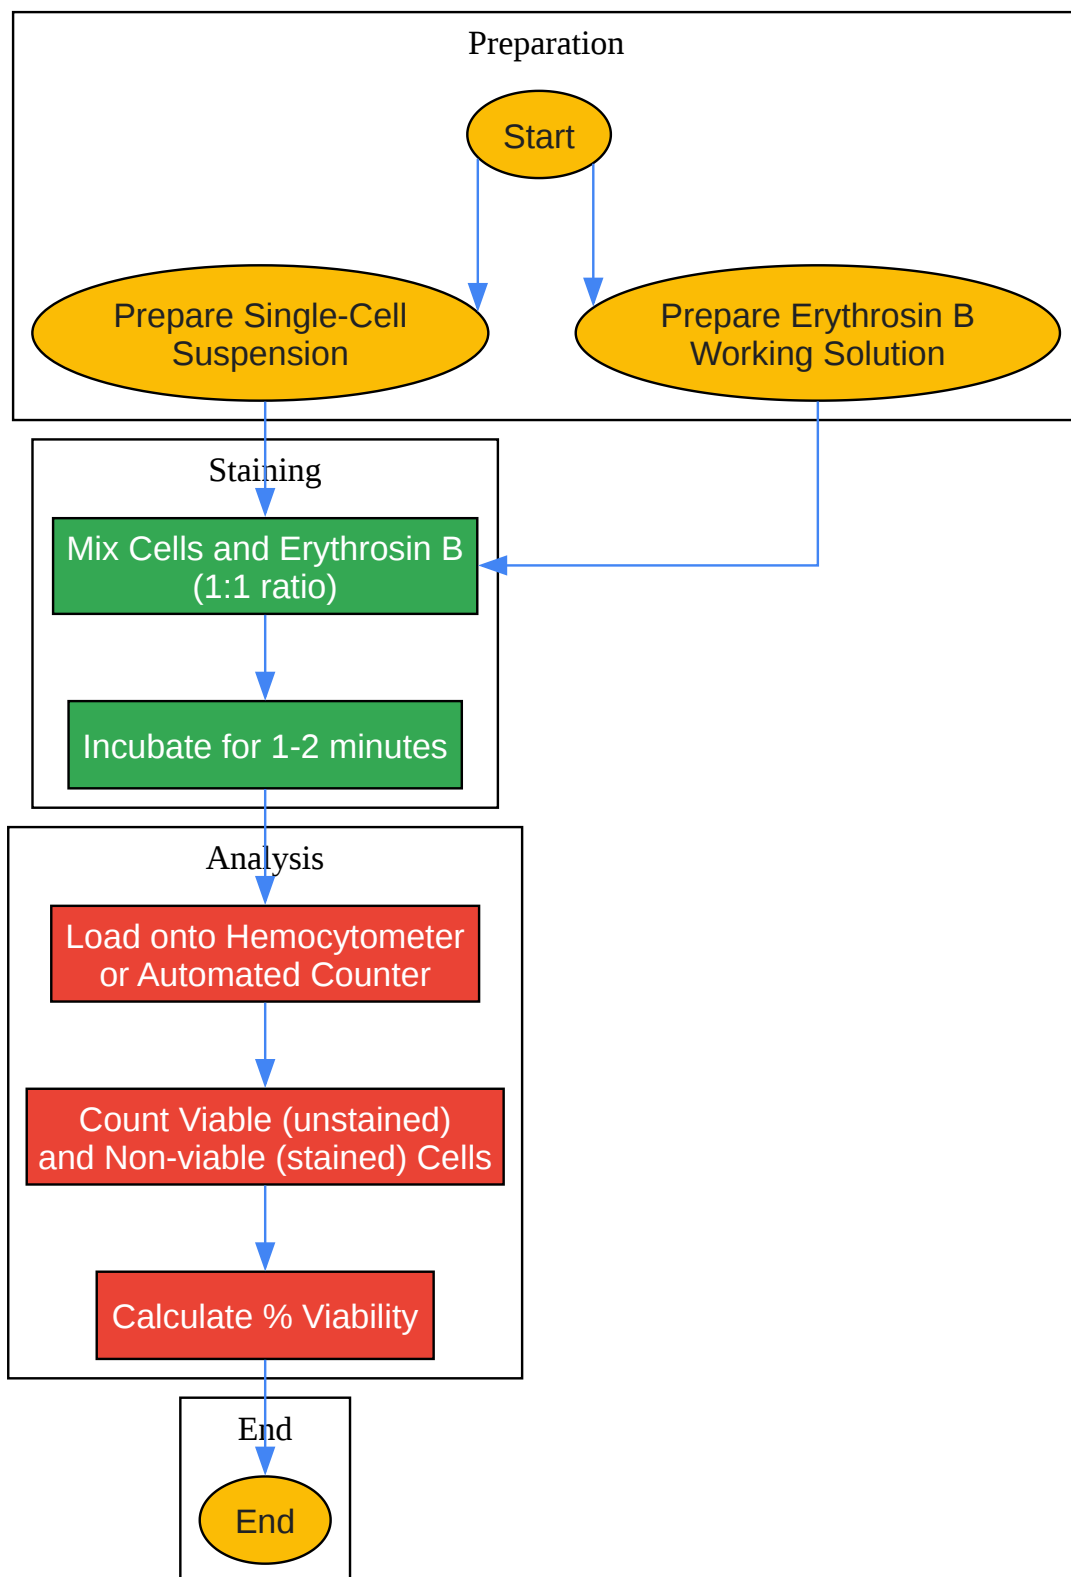 Preparation
Start
Prepare Single-Cell
Suspension
Prepare Erythrosin B
Working Solution
Staining
Mix Cells and Erythrosin B
(1:1 ratio)
Incubate for 1-2 minutes
Analysis
Load onto Hemocytometer
or Automated Counter
Count Viable (unstained)
and Non-viable (stained) Cells
Calculate % Viability
End
End